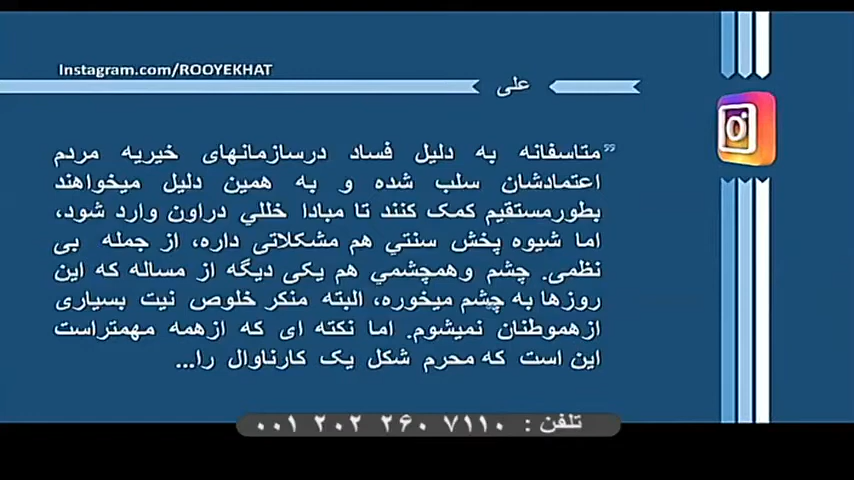 Instagram.com/ROOYEKHAT
علی
متاسفانه به دلیل فساد درسازمانهای خیریه مردم
اعتمادشان سلب شده و به همین دلیل میخواهند
بطورمستقیم کمک کنند تا مبادا خللي دراون وارد شود،
اما شیوه پخش سنتي هم مشکلاتی داره، از جمله بی
نظمی. چشم وهمچشمي هم یکی دیگه از مساله که این
روزها به چشم میخوره، البته منکر خلوص نیت بسیاری
ازهموطنان نمیشوم. اما نکته ای که ازهمه مهمتراست
این است که محرم شکل یک کارناوال را...
تلفن : ۰۰۱ ۲۰۲ ۲۶۰ ۷۱۱۰